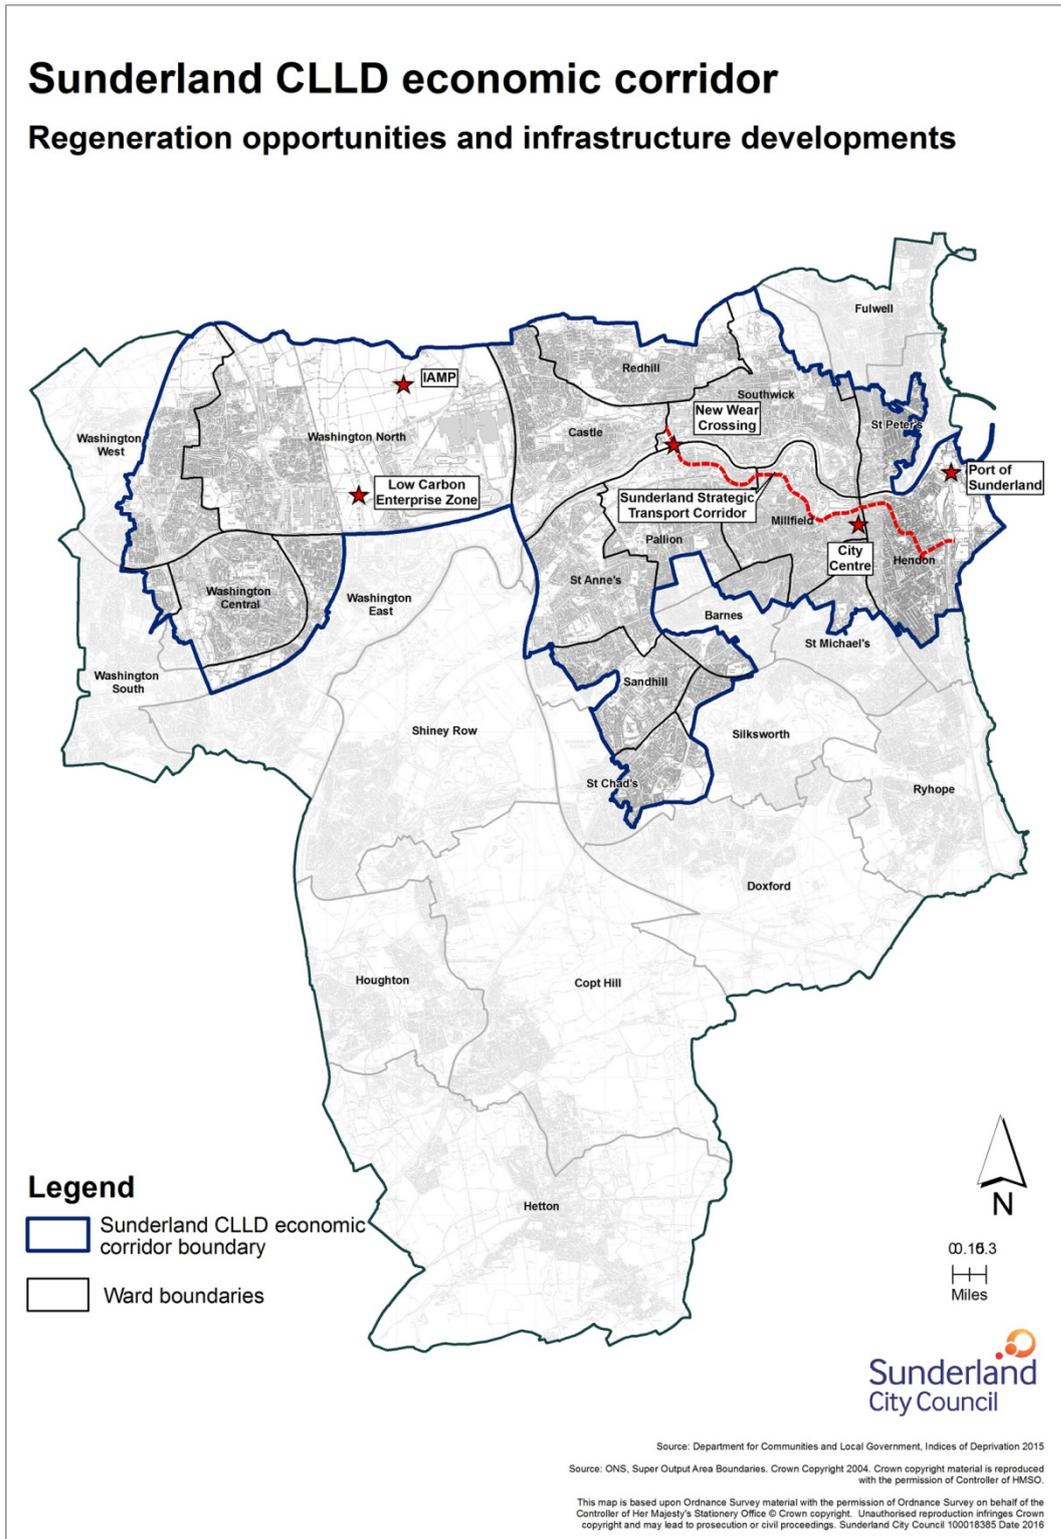 Sunderland CLLD economic corridor
Regeneration opportunities and infrastructure developments
Fulwell
Redhill
IAMP
Southwick
New Wear
Crossing
St Peter's
Washington
West
Washington North
Castle
Port of
Sunderland
Low Carbon
Enterprise Zone
Sunderland Strategic
Transport Corridor
Millfield
Pallion
City
Centre
Hendon
St Anne's
Washington
Central
Washington
East
Barnes
St Michael's
Washington
South
Sandhill
Shiney Row
Silksworth
St Chad's
Ryhope
Doxford
Houghton
Copt Hill
Hetton
Legend
Sunderland CLLD economic
corridor boundary
Ward boundaries
N
Miles
Sunderland
City Council
Source: Department for Communities and Local Government, Indices of Deprivation 2015
Source: ONS, Super Output Area Boundaries. Crown Copyright 2004. Crown copyright material is reproduced
with the permission of Controller of HMSO.
This map is based upon Ordnance Survey material with the permission of Ordnance Survey on behalf of the
Controller of Her Majesty's Stationery Office © Crown copyright. Unauthorised reproduction infringes Crown
copyright and may lead to prosecution or civil proceedings. Sunderland City Council 100018385 Date 2016